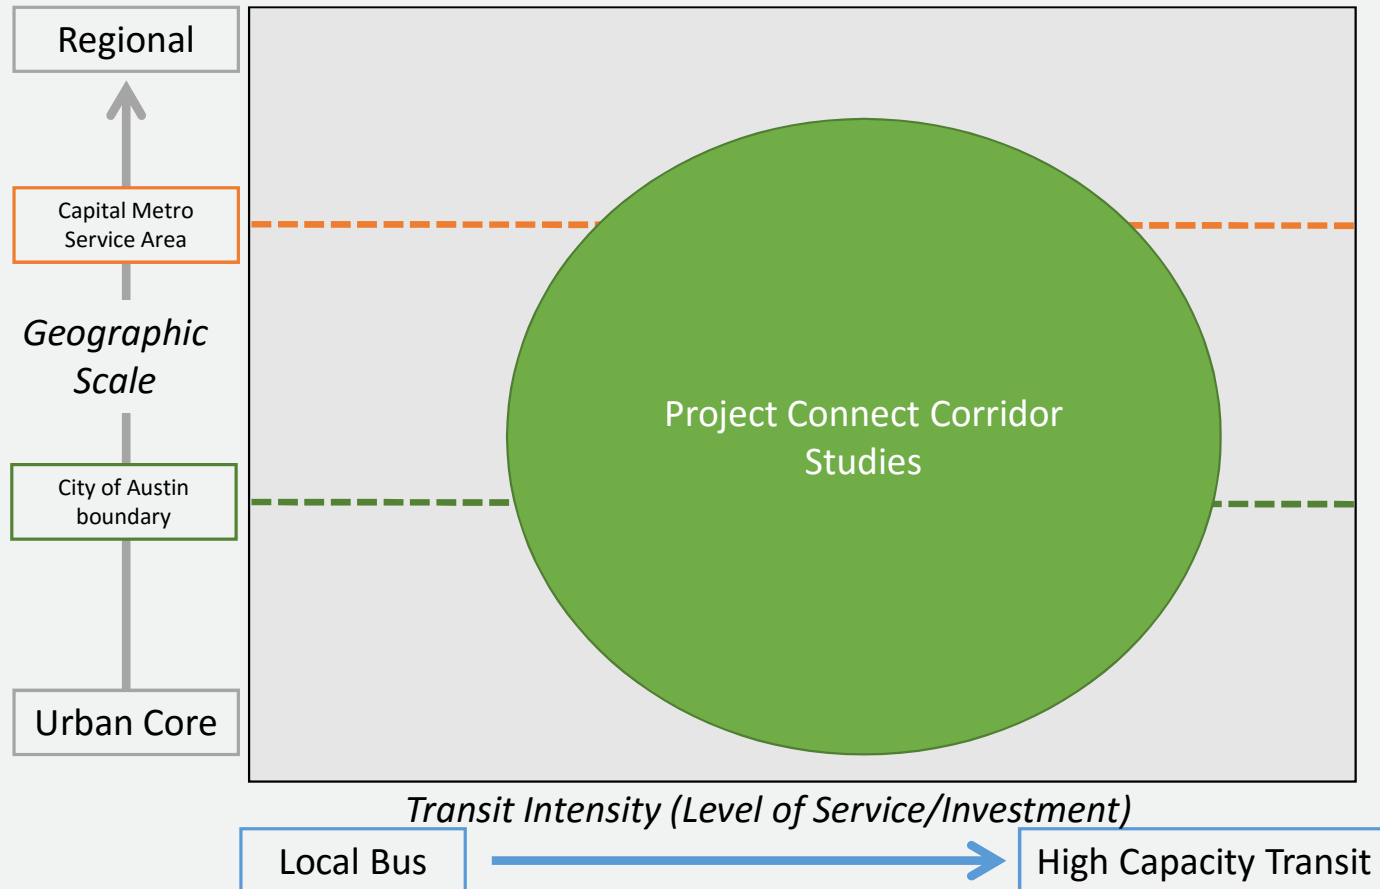 Regional
Capital Metro
Service Area
Geographic
Scale
Project Connect Corridor
Studies
City of Austin
boundary
Urban Core
Transit Intensity (Level of Service/Investment)
Local Bus
High Capacity Transit